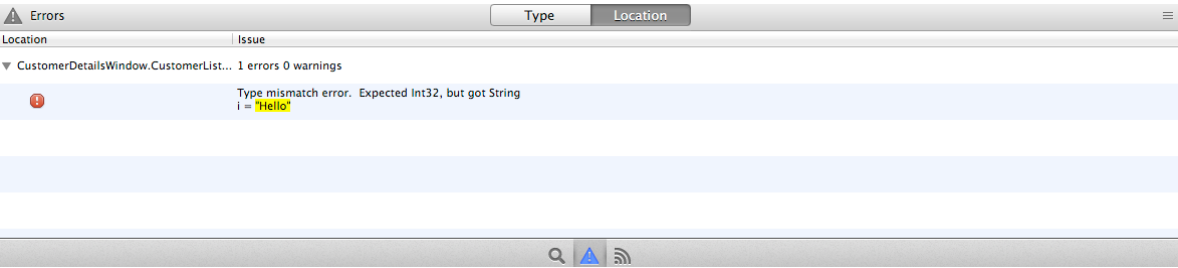 Errors
Type
Location
Location
Issue
CustomerDetailsWindow.CustomerList... 1 errors 0 warnings
Type mismatch error. Expected Int32, but got String
i = "Hello"